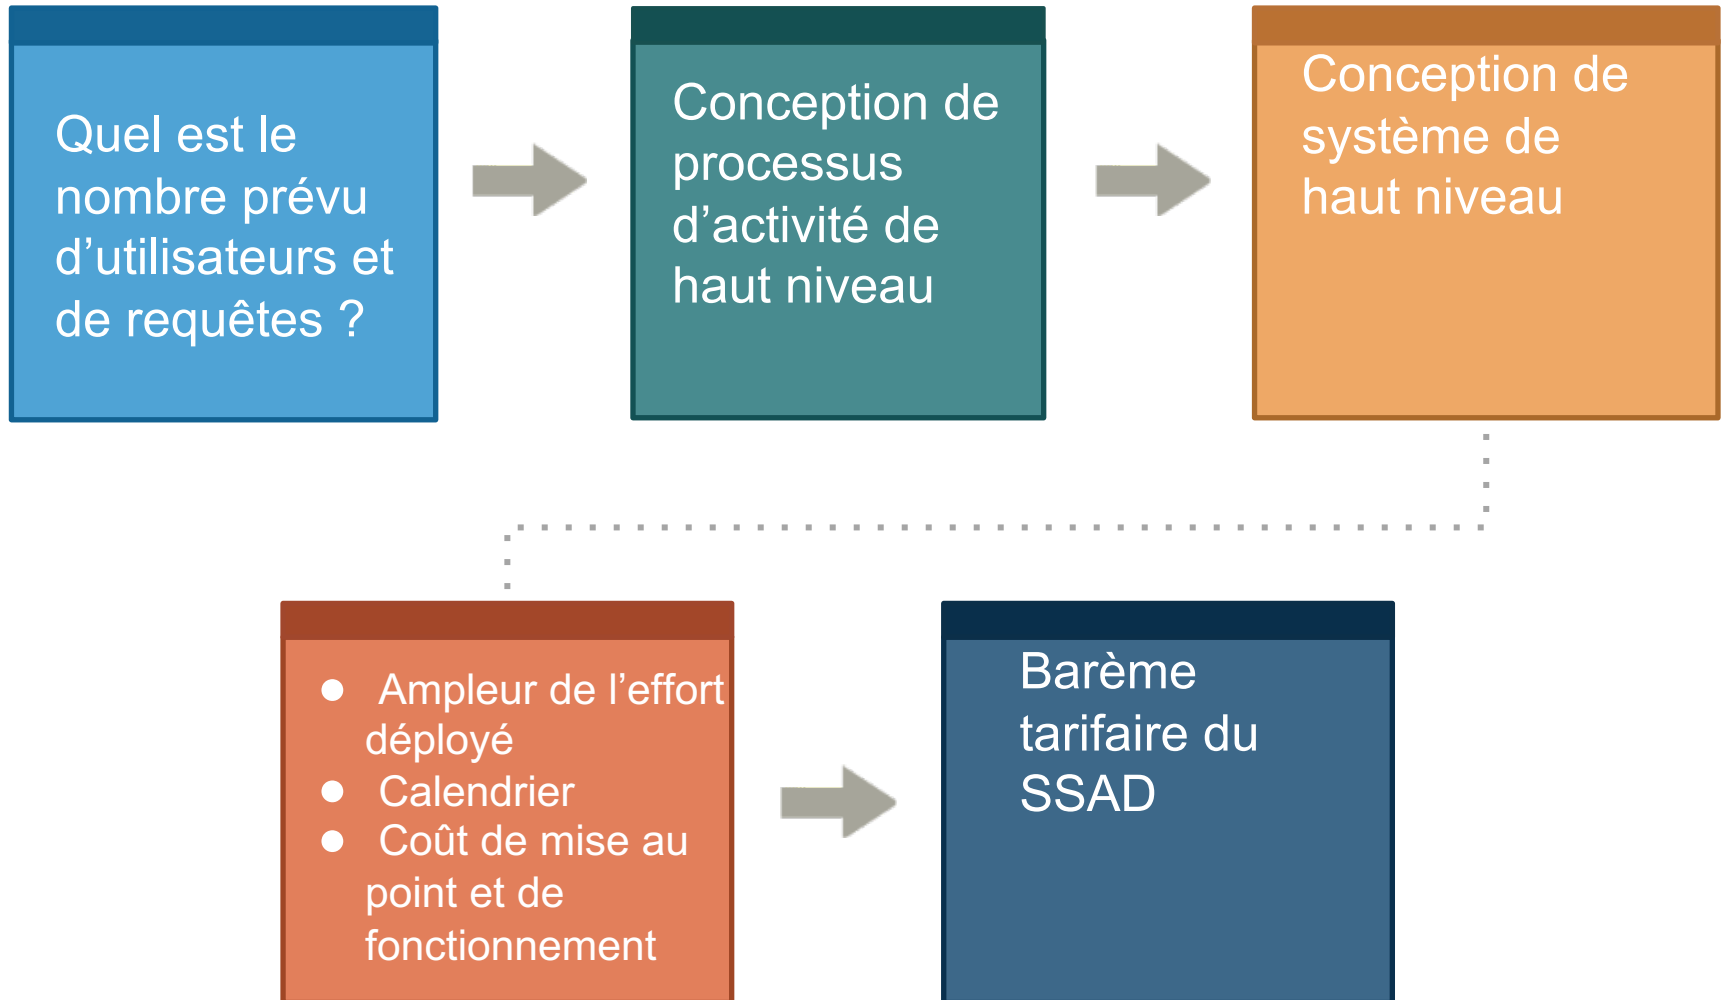 Quel est le
nombre prévu
d’utilisateurs et
de requêtes ?
Conception de
processus
d’activité de
haut niveau
Conception de
système de
haut niveau
● Ampleur de l’effort
déployé
● Calendrier
● Coût de mise au
point et de
fonctionnement
Barème
tarifaire du
SSAD